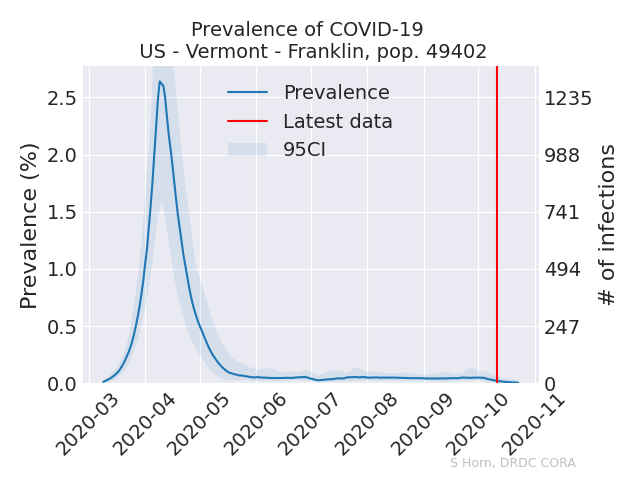 Prevalence of COVID-19
US - Vermont - Franklin, pop. 49402
Prevalence (%)
2.5
2.0
1.5
1.0
0.5
0.0
Prevalence
Latest data
95CI
1235
988
741
494
247
0
# of infections
2020-03
2020-04
2020-05
2020-06
2020-07
2020-08
2020-09
2020-10
2020-11
S Horn, DRDC CORA